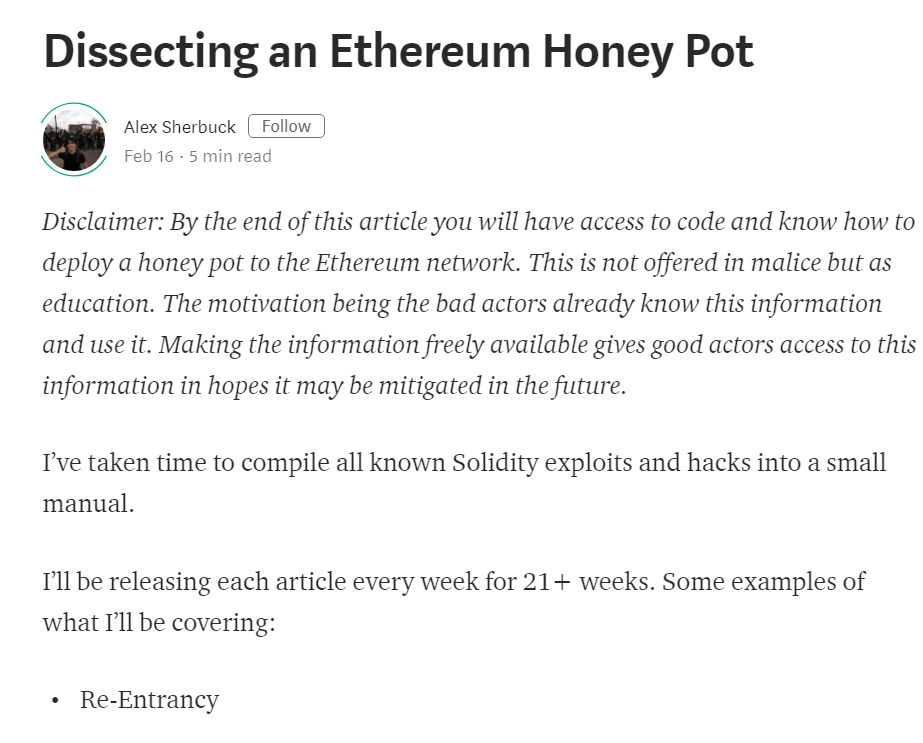 Dissecting an Ethereum Honey Pot
Alex Sherbuck Follow
Feb 16 · 5 min read
Disclaimer: By the end of this article you will have access to code and know how to
deploy a honey pot to the Ethereum network. This is not offered in malice but as
education. The motivation being the bad actors already know this information
and use it. Making the information freely available gives good actors access to this
information in hopes it may be mitigated in the future.
I’ve taken time to compile all known Solidity exploits and hacks into a small
manual.
I’ll be releasing each article every week for 21+ weeks. Some examples of
what I’ll be covering:
• Re-Entrancy